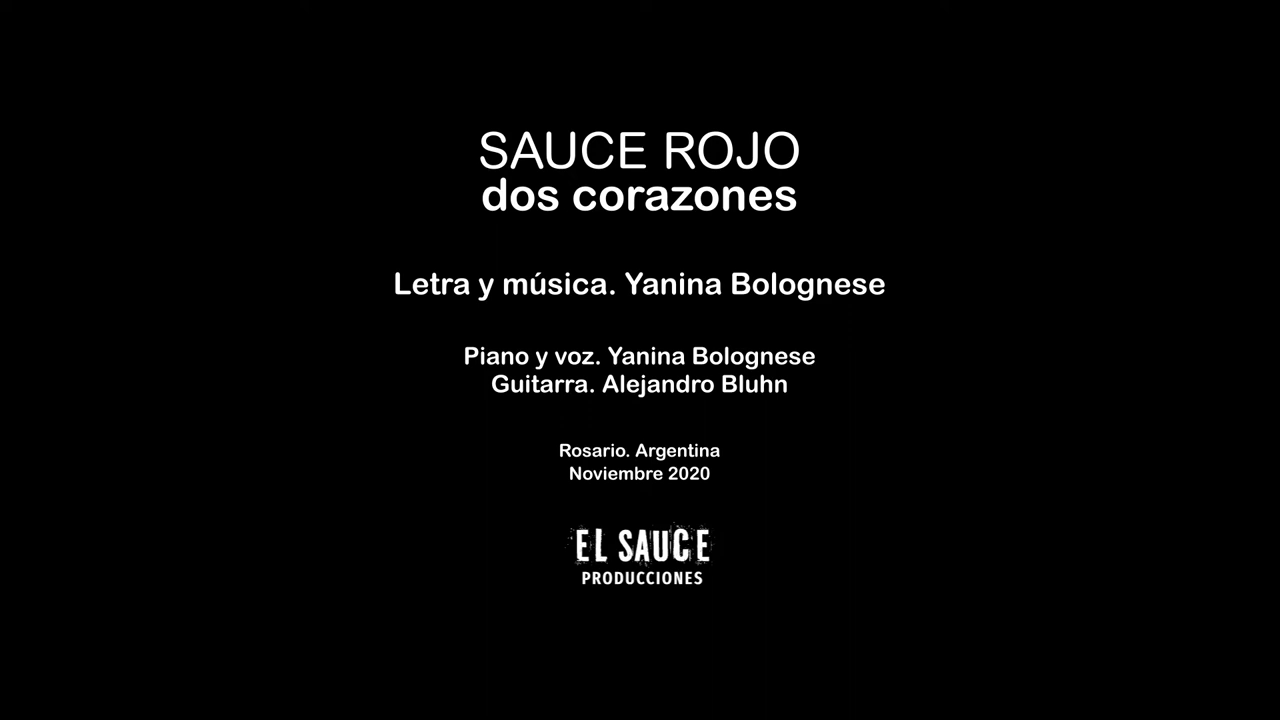 SAUCE ROJO
dos corazones
Letra y música. Yanina Bolognese
Piano y voz. Yanina Bolognese
Guitarra. Alejandro Bluhn
Rosario. Argentina
Noviembre 2020
EL SAUCE
PRODUCCIONES